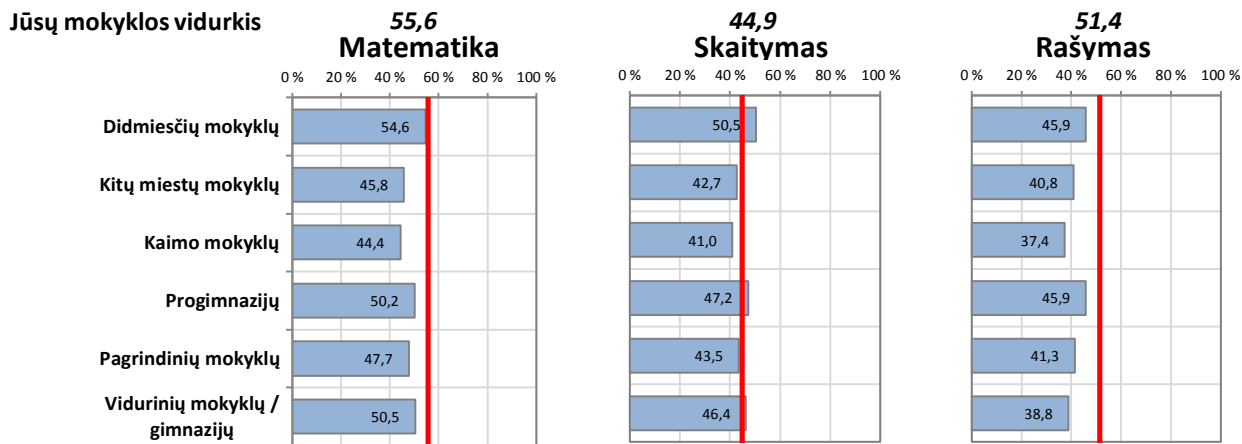 Jūsų mokyklos vidurkis 55,6 44,9 51,4
Matematika Skaitymas Rašymas
0 % 20 % 40 % 60 % 80 % 100 % 0 % 20 % 40 % 60 % 80 % 100 % 0 % 20 % 40 % 60 % 80 % 100 %
Didmiesčių mokyklų 54,6 50,5 45,9
Kitų miestų mokyklų 45,8 42,7 40,8
Kaimo mokyklų 44,4 41,0 37,4
Progimnazijų 50,2 47,2 45,9
Pagrindinių mokyklų 47,7 43,5 41,3
Vidurinių mokyklų /
gimnazijų 50,5 46,4 38,8